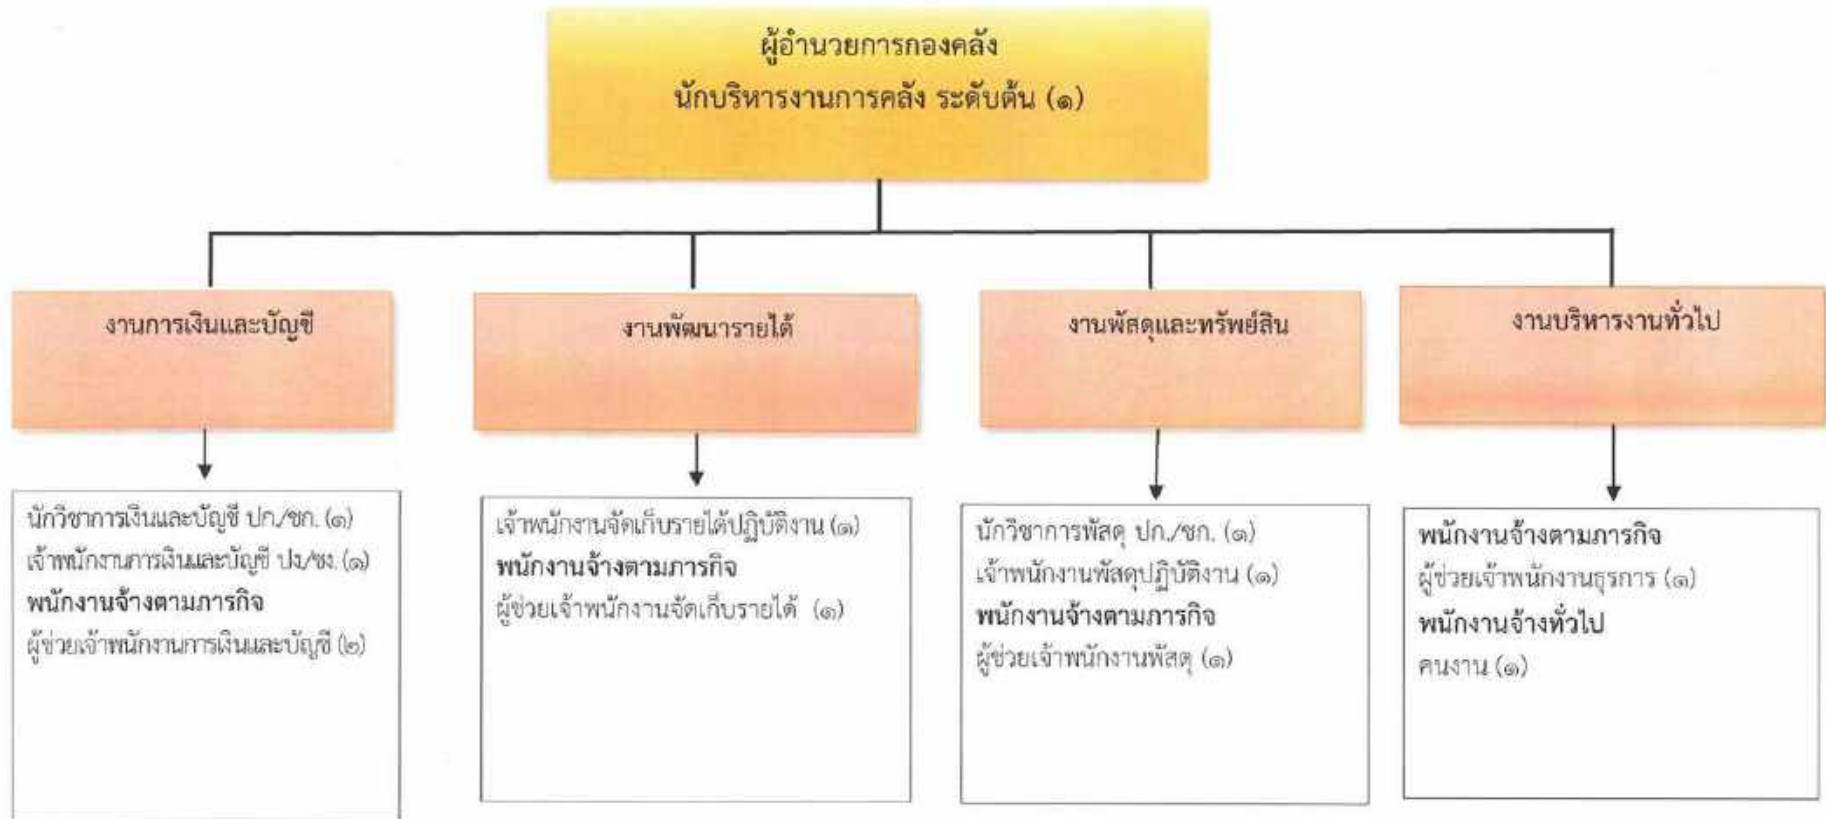 ผู้อำนวยการกองคลัง
นักบริหารงานการคลัง ระดับต้น (๑)
งานการเงินและบัญชี
งานพัฒนารายได้
งานพัสดุและทรัพย์สิน
งานบริหารงานทั่วไป
นักวิชาการเงินและบัญชี ปก./ชก. (๑)
เจ้าพนักงานการเงินและบัญชี ปง/ชง. (๑)
พนักงานจ้างตามภารกิจ
ผู้ช่วยเจ้าพนักงานการเงินและบัญชี (๒)
เจ้าพนักงานจัดเก็บรายได้ปฏิบัติงาน (๑)
พนักงานจ้างตามภารกิจ
ผู้ช่วยเจ้าพนักงานจัดเก็บรายได้ (๑)
นักวิชาการพัสดุ ปก./ชก. (๑)
เจ้าพนักงานพัสดุปฏิบัติงาน (๑)
พนักงานจ้างตามภารกิจ
ผู้ช่วยเจ้าพนักงานพัสดุ (๑)
พนักงานจ้างตามภารกิจ
ผู้ช่วยเจ้าพนักงานธุรการ (๑)
พนักงานจ้างทั่วไป
คนงาน (๑)